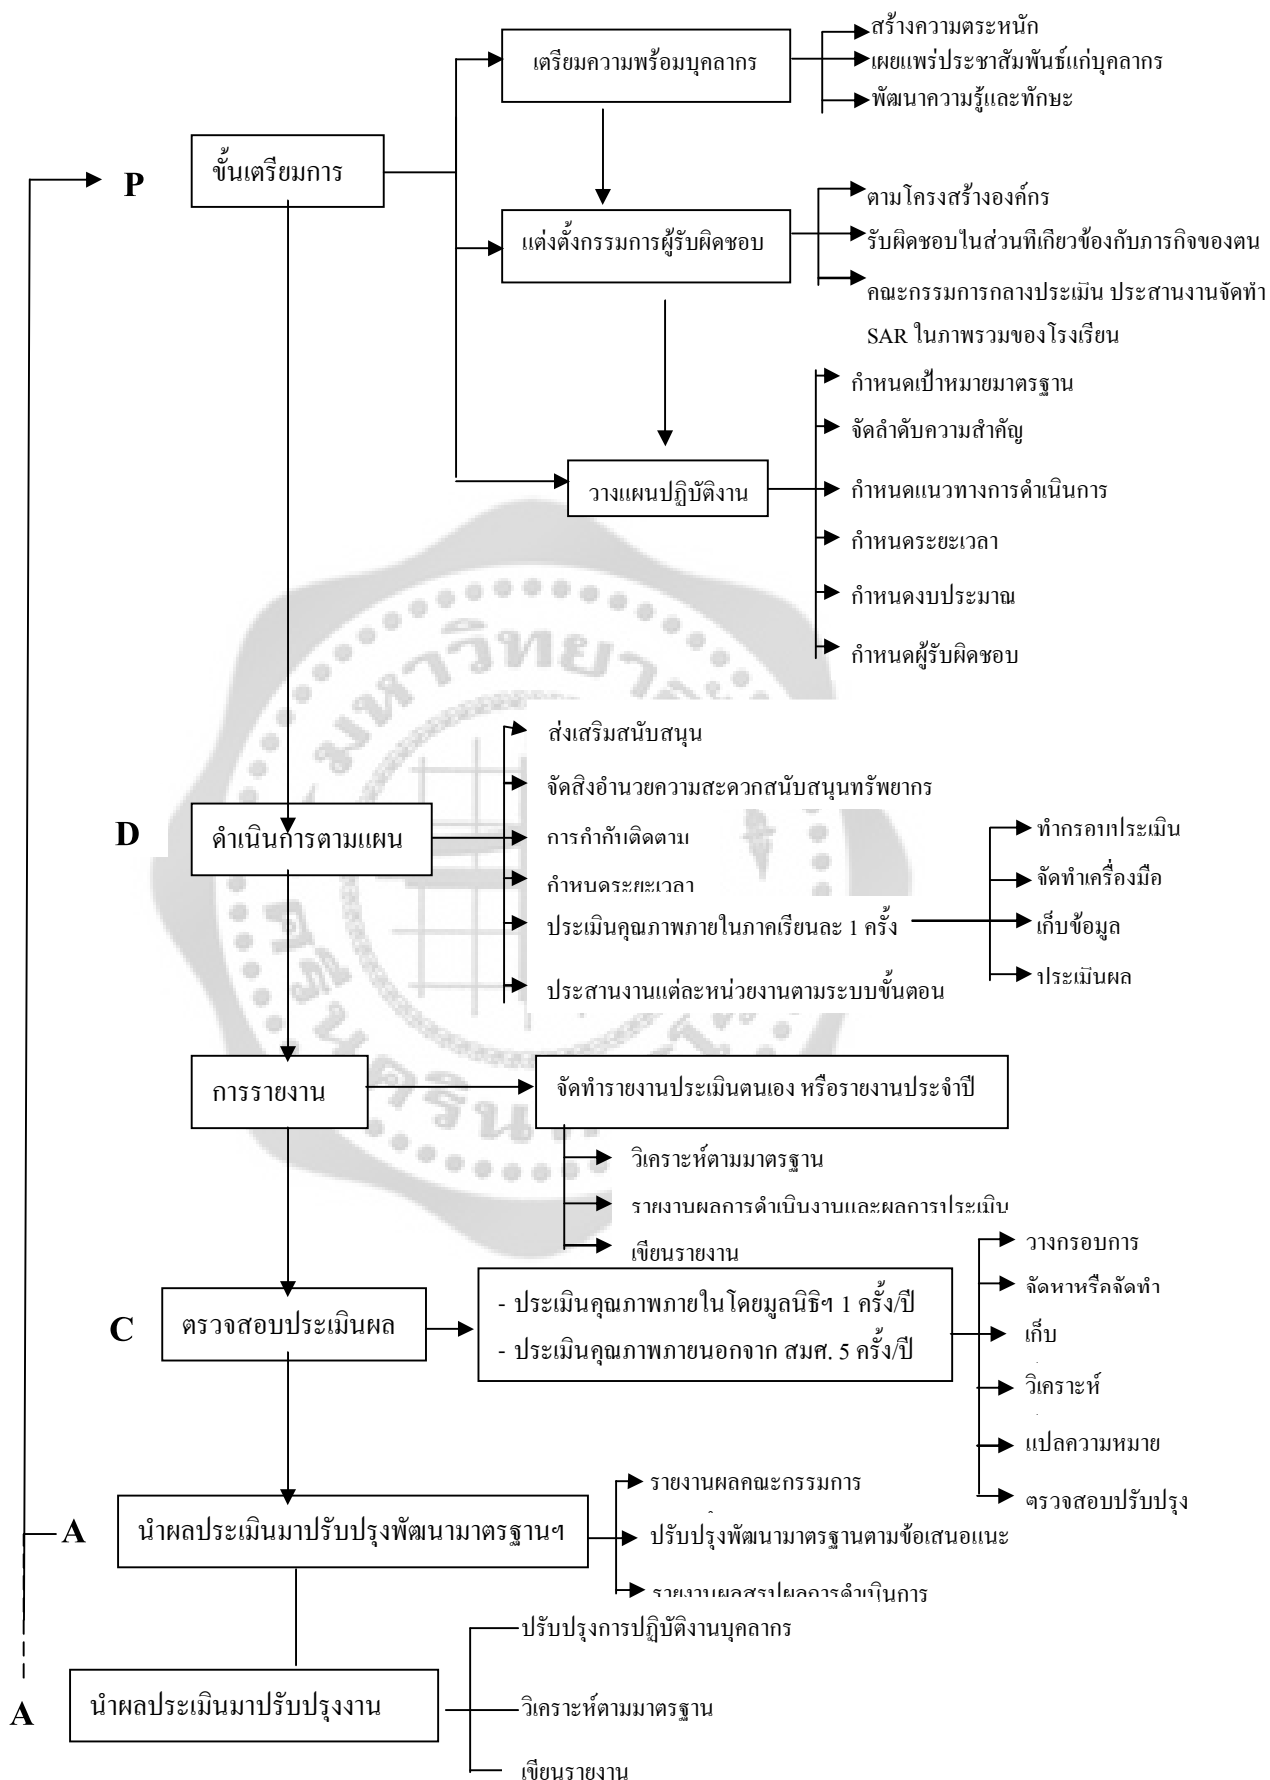 เตรียมความพร้อมบุคลากร
สร้างความตระหนัก
เผยแพร่ประชาสัมพันธ์แก่บุคลากร
พัฒนาความรู้และทักษะ
P
ขั้นเตรียมการ
แต่งตั้งกรรมการผู้รับผิดชอบ
ตามโครงสร้างองค์กร
รับผิดชอบในส่วนที่เกี่ยวข้องกับภารกิจของตน
คณะกรรมการกลางประเมิน ประสานงานจัดทำ
SAR ในภาพรวมของโรงเรียน
วางแผนปฏิบัติงาน
กำหนดเป้าหมายมาตรฐาน
จัดลำดับความสำคัญ
กำหนดแนวทางการดำเนินการ
กำหนดระยะเวลา
กำหนดงบประมาณ
กำหนดผู้รับผิดชอบ
D
ดำเนินการตามแผน
ส่งเสริมสนับสนุน
จัดสิ่งอำนวยความสะดวกสนับสนุนทรัพยากร
การกำกับติดตาม
กำหนดระยะเวลา
ประเมินคุณภาพภายในภาคเรียนละ 1 ครั้ง
ประสานงานแต่ละหน่วยงานตามระบบขั้นตอน
ทำกรอบประเมิน
จัดทำเครื่องมือ
เก็บข้อมูล
ประเมินผล
การรายงาน
จัดทำรายงานประเมินตนเอง หรือรายงานประจำปี
วิเคราะห์ตามมาตรฐาน
รายงานผลการดำเนินงานและผลการประเมิน
เขียนรายงาน
C
ตรวจสอบประเมินผล
- ประเมินคุณภาพภายในโดยมูลนิธิฯ 1 ครั้ง/ปี
- ประเมินคุณภาพภายนอกจาก สมศ. 5 ครั้ง/ปี
วางกรอบการ
จัดหาหรือจัดทำ
เก็บ
วิเคราะห์
แปลความหมาย
ตรวจสอบปรับปรุง
A
นำผลประเมินมาปรับปรุงพัฒนามาตรฐานฯ
รายงานผลคณะกรรมการ
ปรับปรุงพัฒนามาตรฐานตามข้อเสนอแนะ
รายงานผลสรุปผลการดำเนินการ
A
นำผลประเมินมาปรับปรุงงาน
ปรับปรุงการปฏิบัติงานบุคลากร
วิเคราะห์ตามมาตรฐาน
เขียนรายงาน